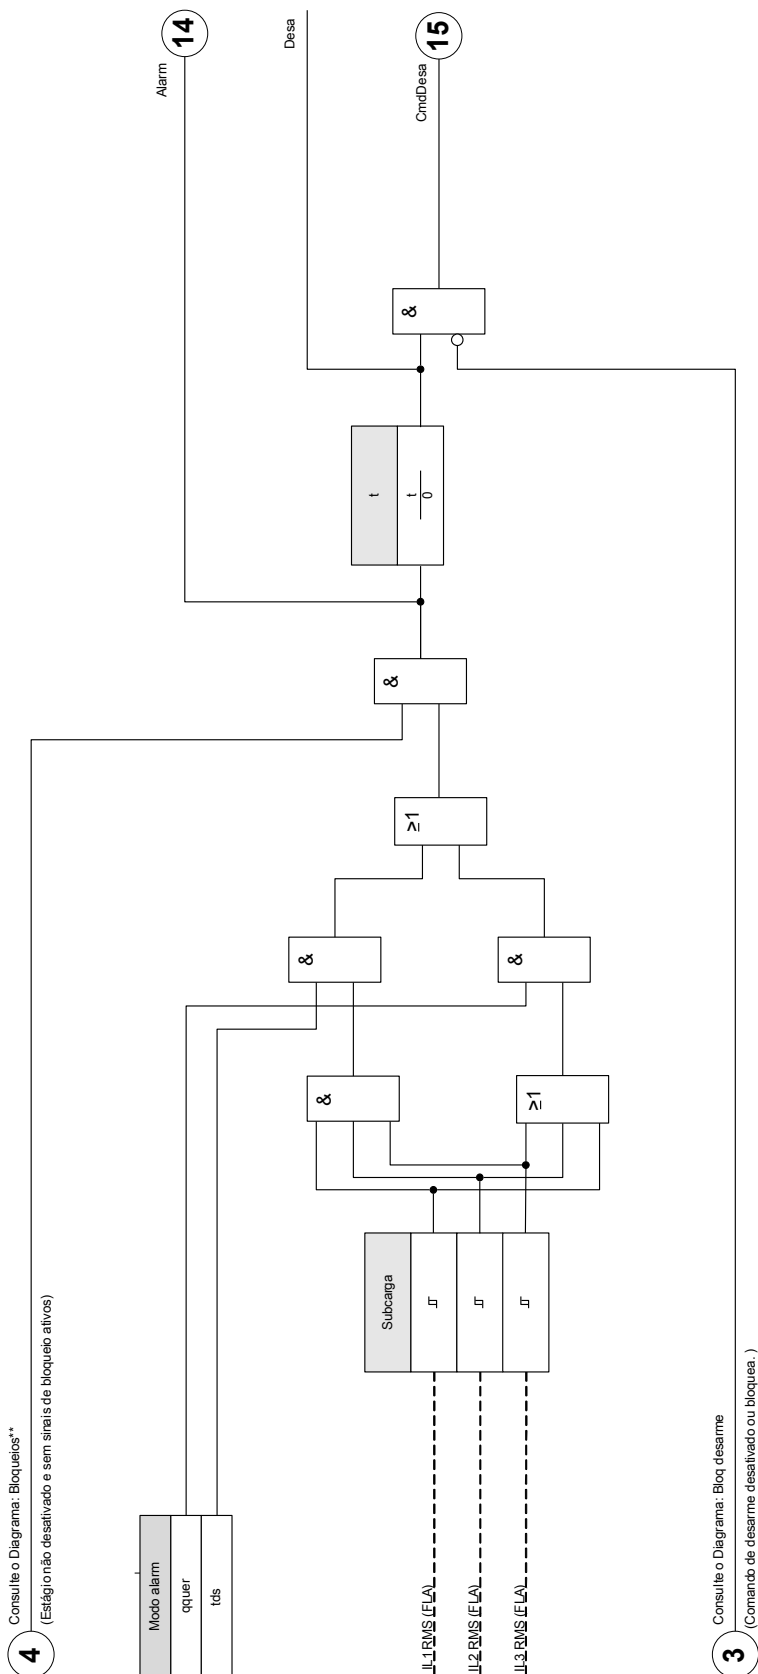 4
Consulte o Diagrama: Bloqueios**
(Estágio não desativado e sem sinais de bloqueio ativos)
Modo alarm
qquer
tds
IL1 RMS (FLA)
IL2 RMS (FLA)
IL3 RMS (FLA)
Subcarga
&
≥1
&
&
≥1
&
t
t
0
&
Alarm
14
Desa
CmdDesa
15
3
Consulte o Diagrama: Bloq desarme
(Comando de desarme desativado ou bloquea. )